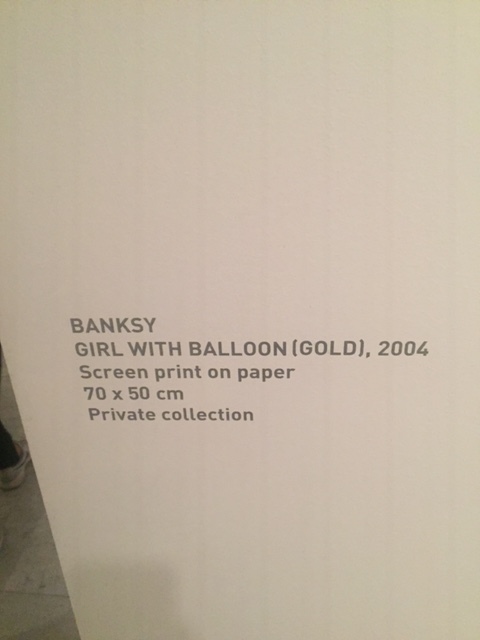 BANKSY
GIRL WITH BALLOON (GOLD), 2004
Screen print on paper
70 x 50 cm
Private collection